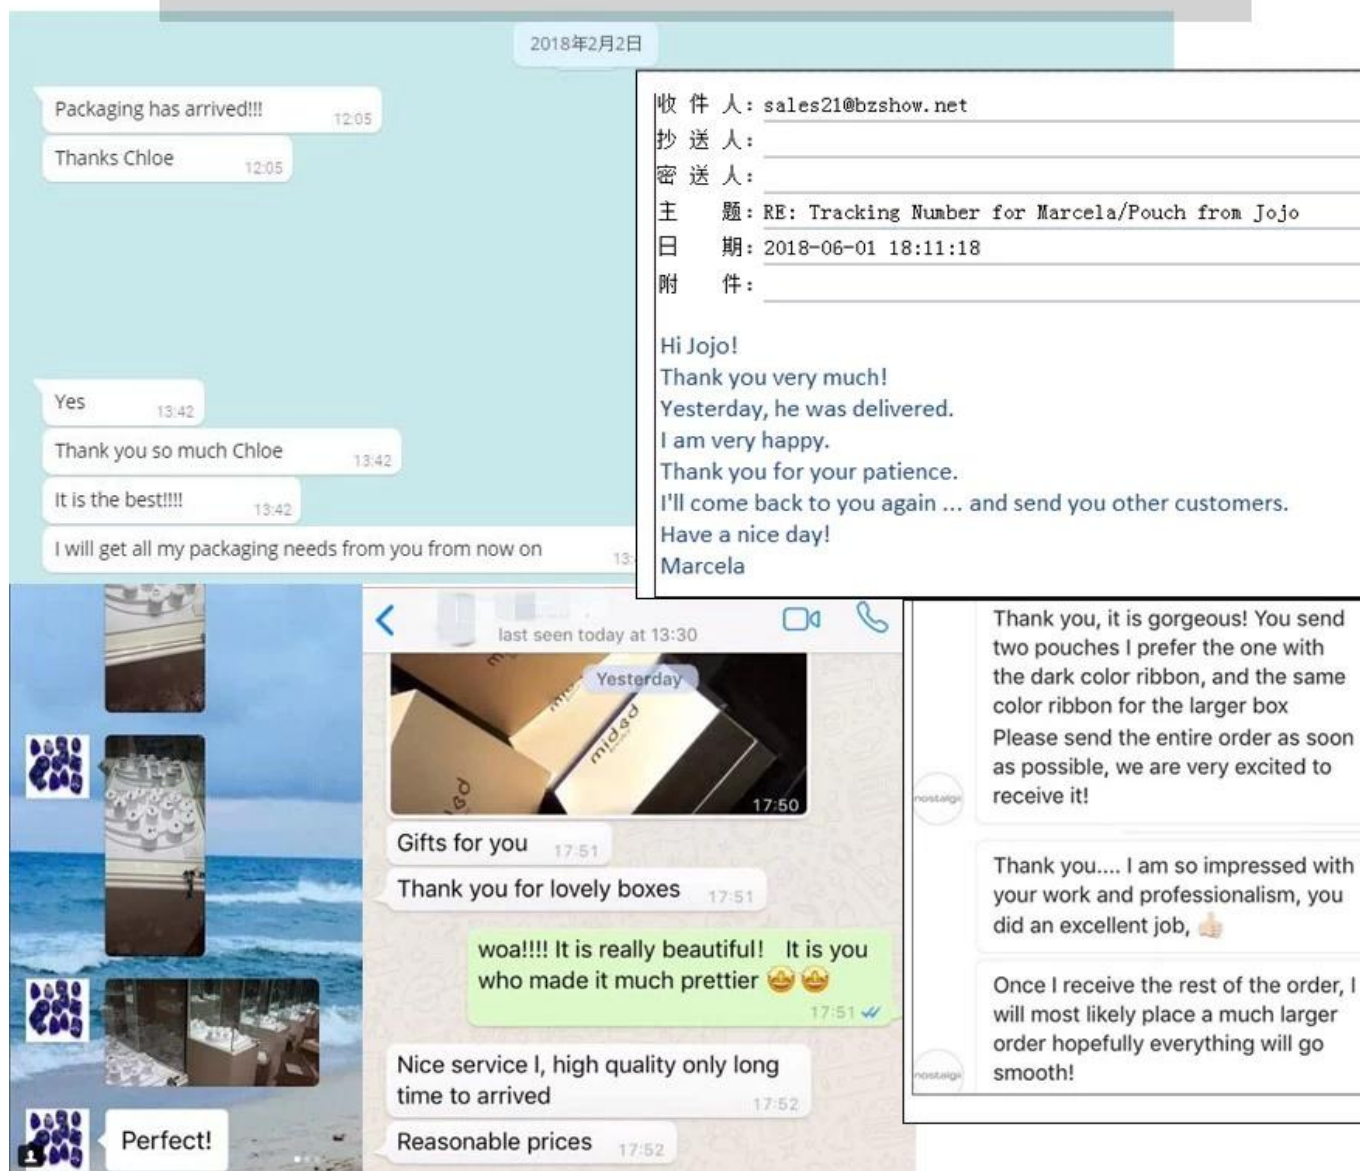 2018年2月2日
Packaging has arrived!!!
12:05
Thanks Chloe
12:05
Yes
13:42
Thank you so much Chloe
13:42
It is the best!!!!
13:42
I will get all my packaging needs from you from now on
收 件 人: sales21@bzshow.net
抄 送 人:
密 送 人:
主 题: RE: Tracking Number for Marcela/Pouch from Jojo
日 期: 2018-06-01 18:11:18
附 件:
Hi Jojo!
Thank you very much!
Yesterday, he was delivered.
I am very happy.
Thank you for your patience.
I'll come back to you again ... and send you other customers.
Have a nice day!
Marcela
Perfect!
last seen today at 13:30
Yesterday
17:50
Gifts for you 17:51
Thank you for lovely boxes 17:51
woa!!!! It is really beautiful! It is you
who made it much prettier 🤩 🤩
17:51
Nice service I, high quality only long
time to arrived
17:52
Reasonable prices 17:52
Thank you, it is gorgeous! You send
two pouches I prefer the one with
the dark color ribbon, and the same
color ribbon for the larger box
Please send the entire order as soon
as possible, we are very excited to
receive it!
Thank you.... I am so impressed with
your work and professionalism, you
did an excellent job, 👍🏻
Once I receive the rest of the order, I
will most likely place a much larger
order hopefully everything will go
smooth!